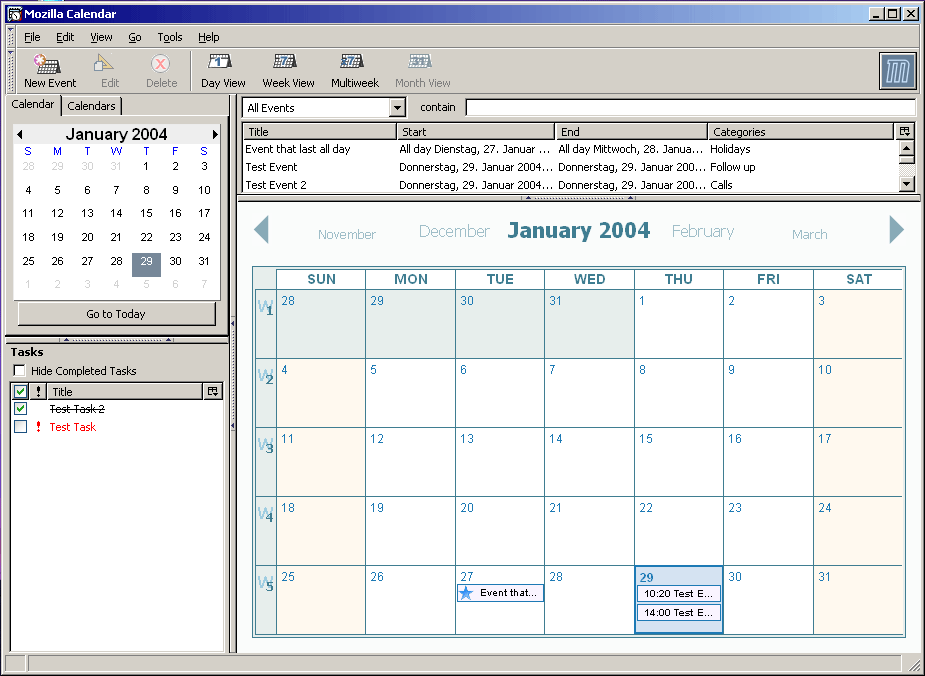 Mozilla Calendar
File Edit View Go Tools Help
New Event Edit Delete Day View Week View Multiweek Month View
Calendar Calendars
January 2004
S M T W T F S
28 29 30 31 1 2 3
4 5 6 7 8 9 10
11 12 13 14 15 16 17
18 19 20 21 22 23 24
25 26 27 28 29 30 31
1 2 3 4 5 6 7
Go to Today
Tasks
Hide Completed Tasks
! Title
Test Task 2
! Test Task
All Events contain
Title Start End Categories
Event that last all day All day Dienstag, 27. Januar ... All day Mittwoch, 28. Janua... Holidays
Test Event Donnerstag, 29. Januar 2004... Donnerstag, 29. Januar 200... Follow up
Test Event 2 Donnerstag, 29. Januar 2004... Donnerstag, 29. Januar 200... Calls
November December January 2004 February March
SUN MON TUE WED THU FRI SAT
W1 28 29 30 31 1 2 3
W2 4 5 6 7 8 9 10
W3 11 12 13 14 15 16 17
W4 18 19 20 21 22 23 24
W5 25 26 27 28 29 30 31
Event that...
10:20 Test E...
14:00 Test E...